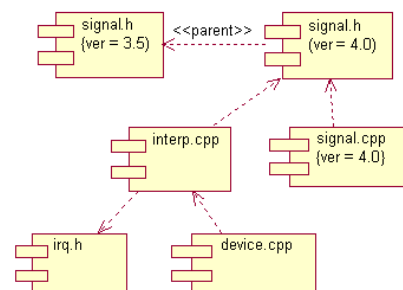 signal.h
{ver = 3.5)
<<parent>>
signal.h
(ver = 4.0)
interp.cpp
signal.cpp
{ver = 4.0}
irq.h
device.cpp